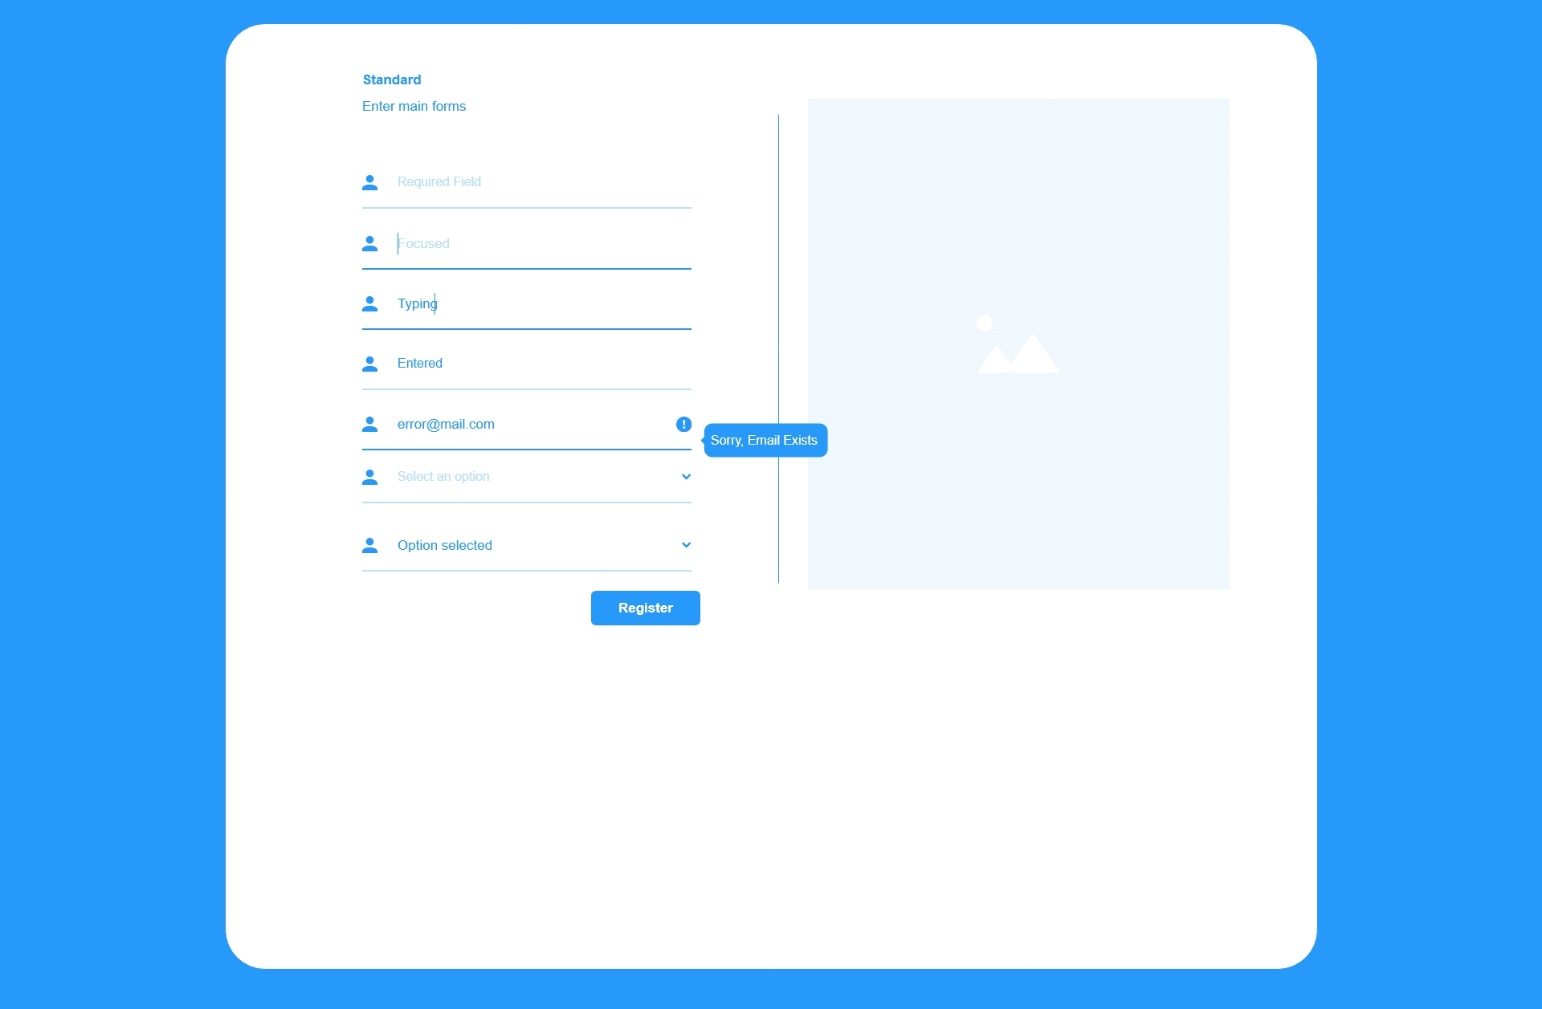 Standard
Enter main forms
Required Field
Focused
Typing
Entered
error@mail.com
Sorry, Email Exists
Select an option
Option selected
Register